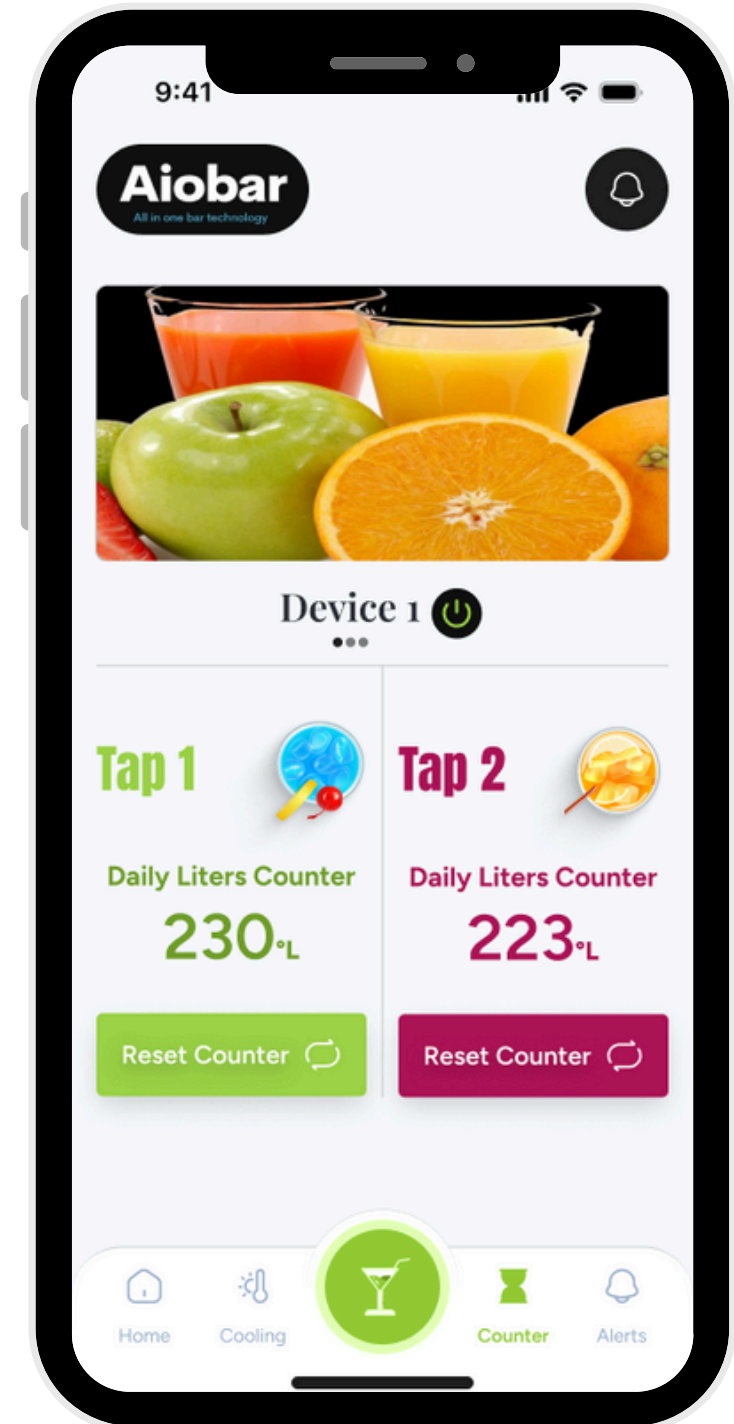 9:41
Aiobar
All in one bar technology
Device 1
Tap 1
Tap 2
Daily Liters Counter
Daily Liters Counter
230°L
223°L
Reset Counter
Reset Counter
Home
Cooling
Counter
Alerts